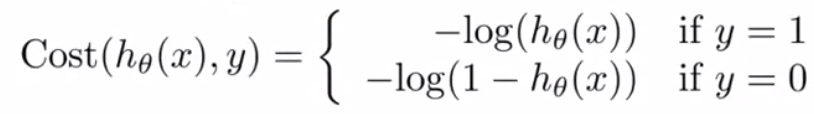 Cost(hθ(x), y) = { −log(hθ(x)) if y = 1
−log(1 − hθ(x)) if y = 0